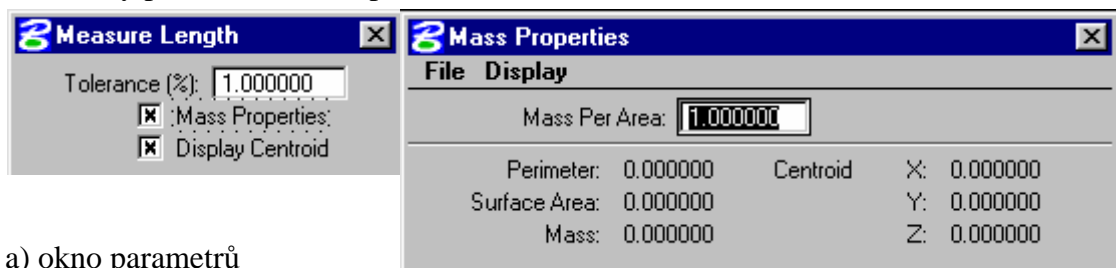 Measure Length
Tolerance (%): 1.000000
Mass Properties
Display Centroid
Mass Properties
File Display
Mass Per Area: 1.000000
Perimeter: 0.000000 Centroid X: 0.000000
Surface Area: 0.000000 Y: 0.000000
Mass: 0.000000 Z: 0.000000
a) okno parametrů